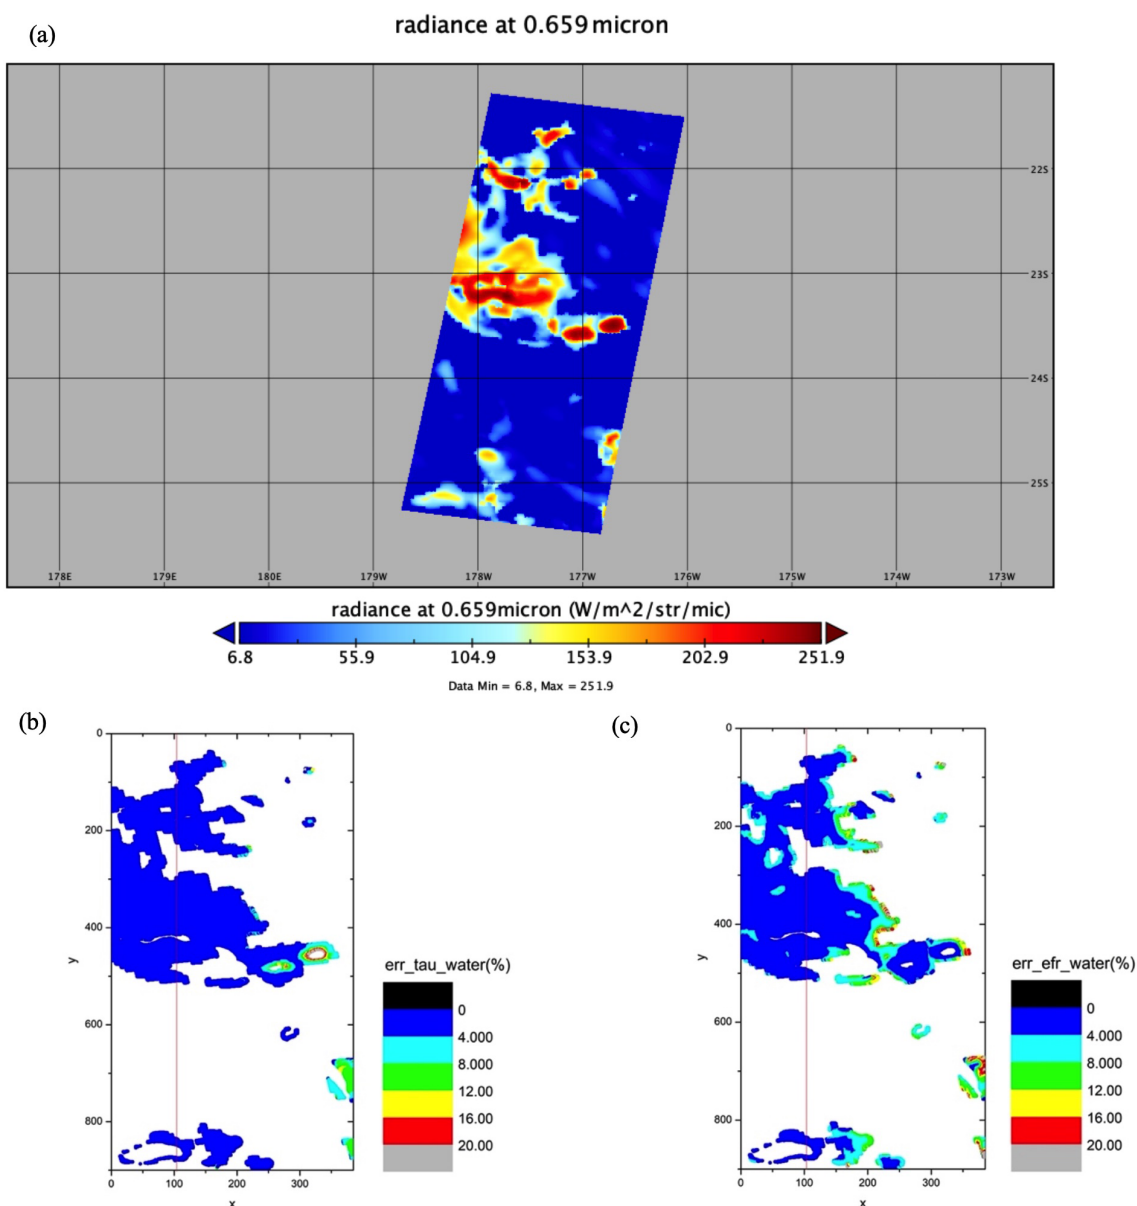 (a)
radiance at 0.659 micron
22S
23S
24S
25S
178E 179E 180E 179W 178W 177W 176W 175W 174W 173W
radiance at 0.659micron (W/m^2/str/mic)
6.8 55.9 104.9 153.9 202.9 251.9
Data Min = 6.8, Max = 251.9
(b)
0
200
400
600
800
y
0 100 200 300
x
err_tau_water(%)
0
4.000
8.000
12.00
16.00
20.00
(c)
0
200
400
600
800
y
0 100 200 300
x
err_efr_water(%)
0
4.000
8.000
12.00
16.00
20.00